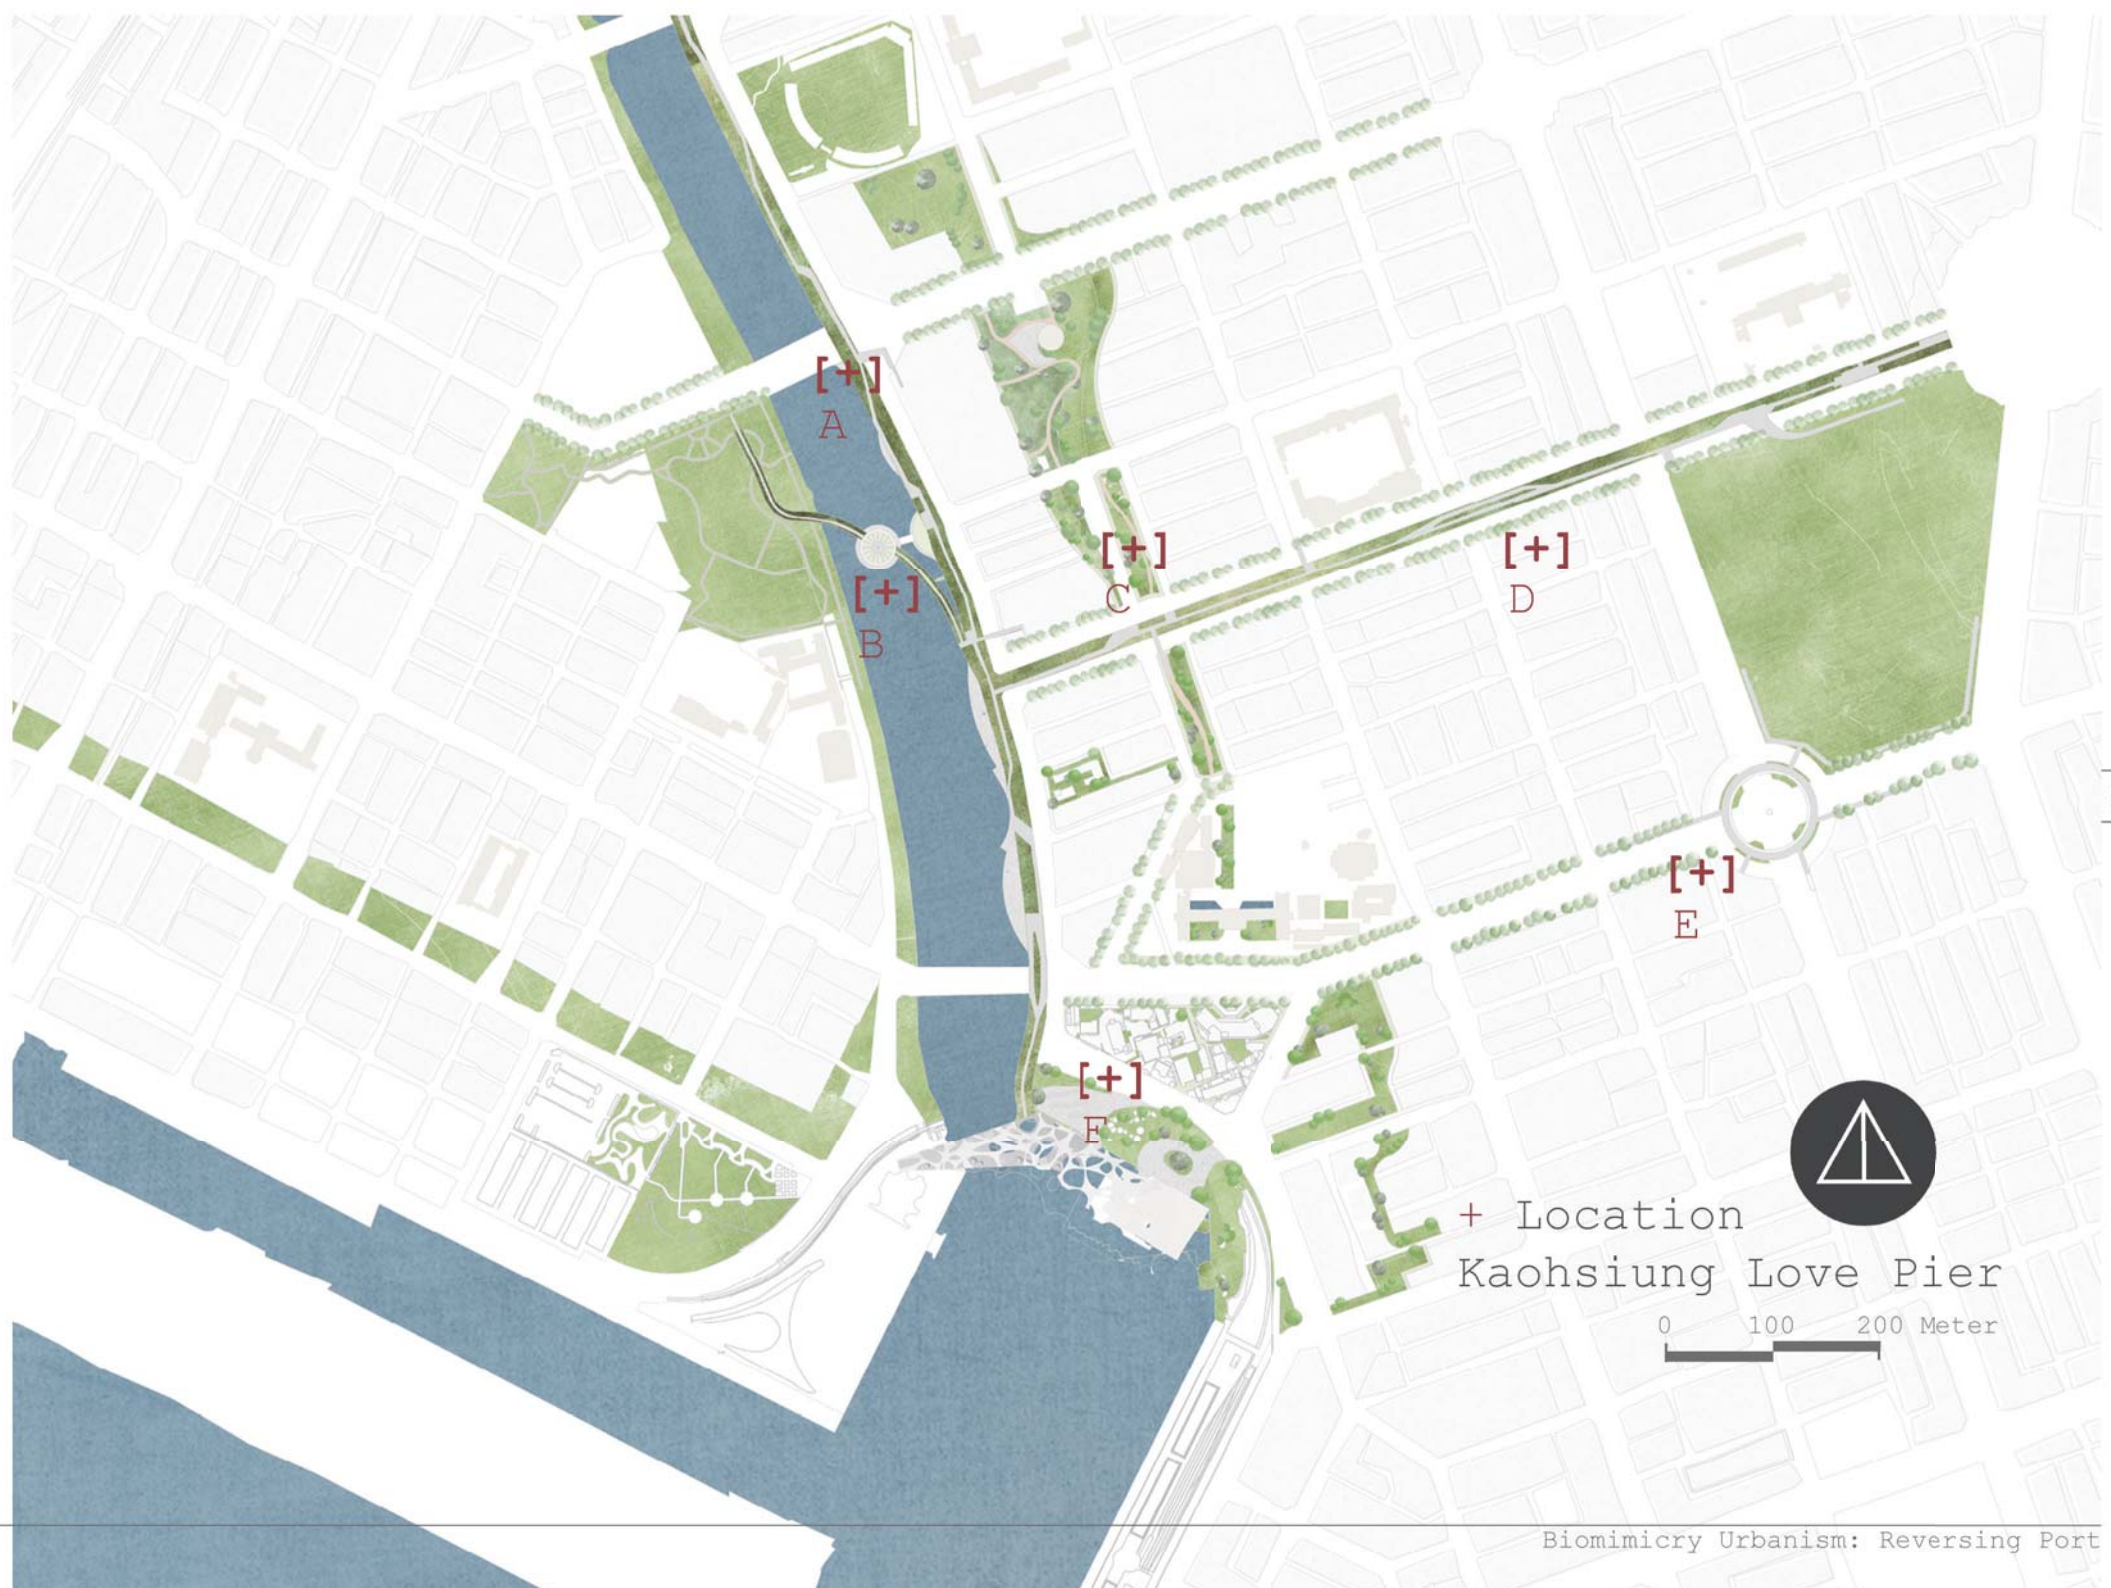 [+]
A
[+]
B
[+]
C
[+]
D
[+]
E
[+]
F
+ Location
Kaohsiung Love Pier
0 100 200 Meter
Biomimicry Urbanism: Reversing Port